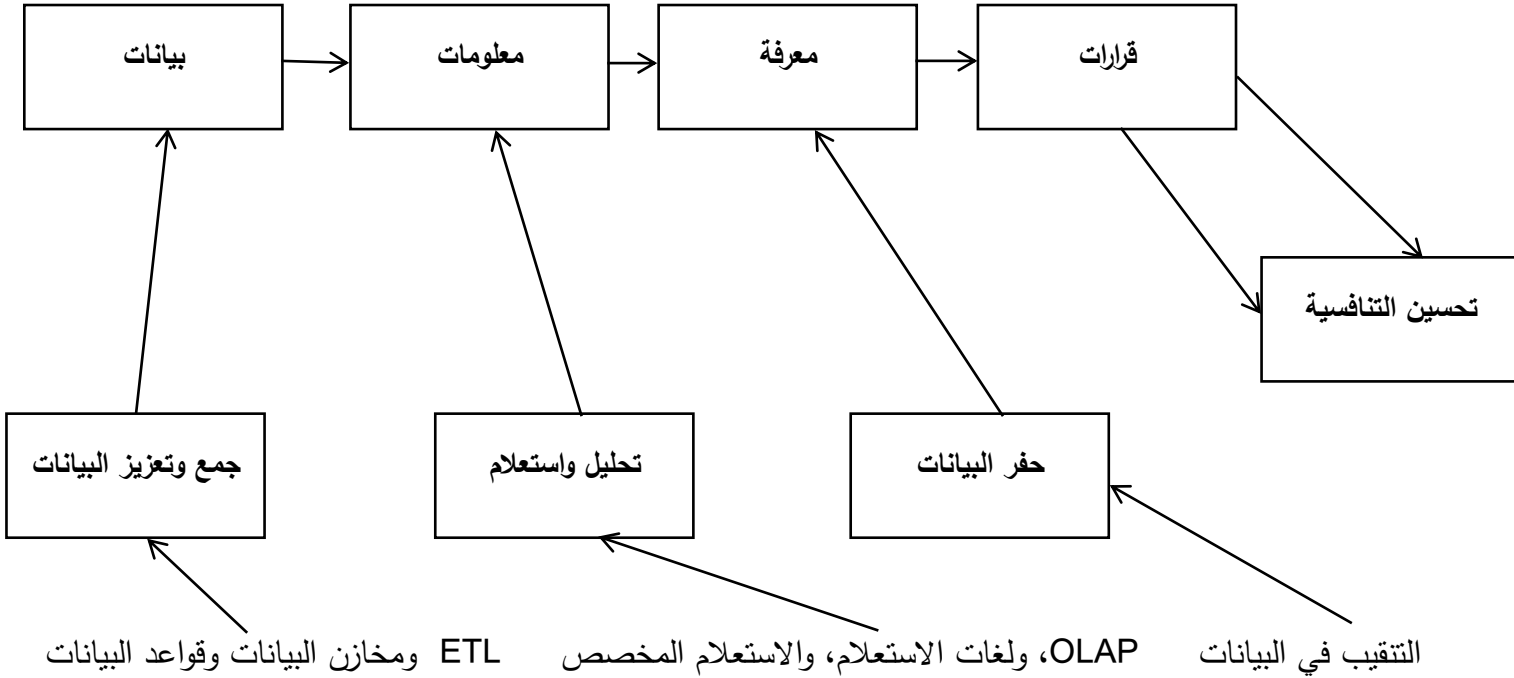 بيانات
معلومات
معرفة
قرارات
تحسين التنافسية
جمع وتعزيز البيانات
تحليل واستعلام
حفر البيانات
ETL ومخازن البيانات وقواعد البيانات
OLAP، ولغات الاستعلام، والاستعلام المخصص
التنقيب في البيانات